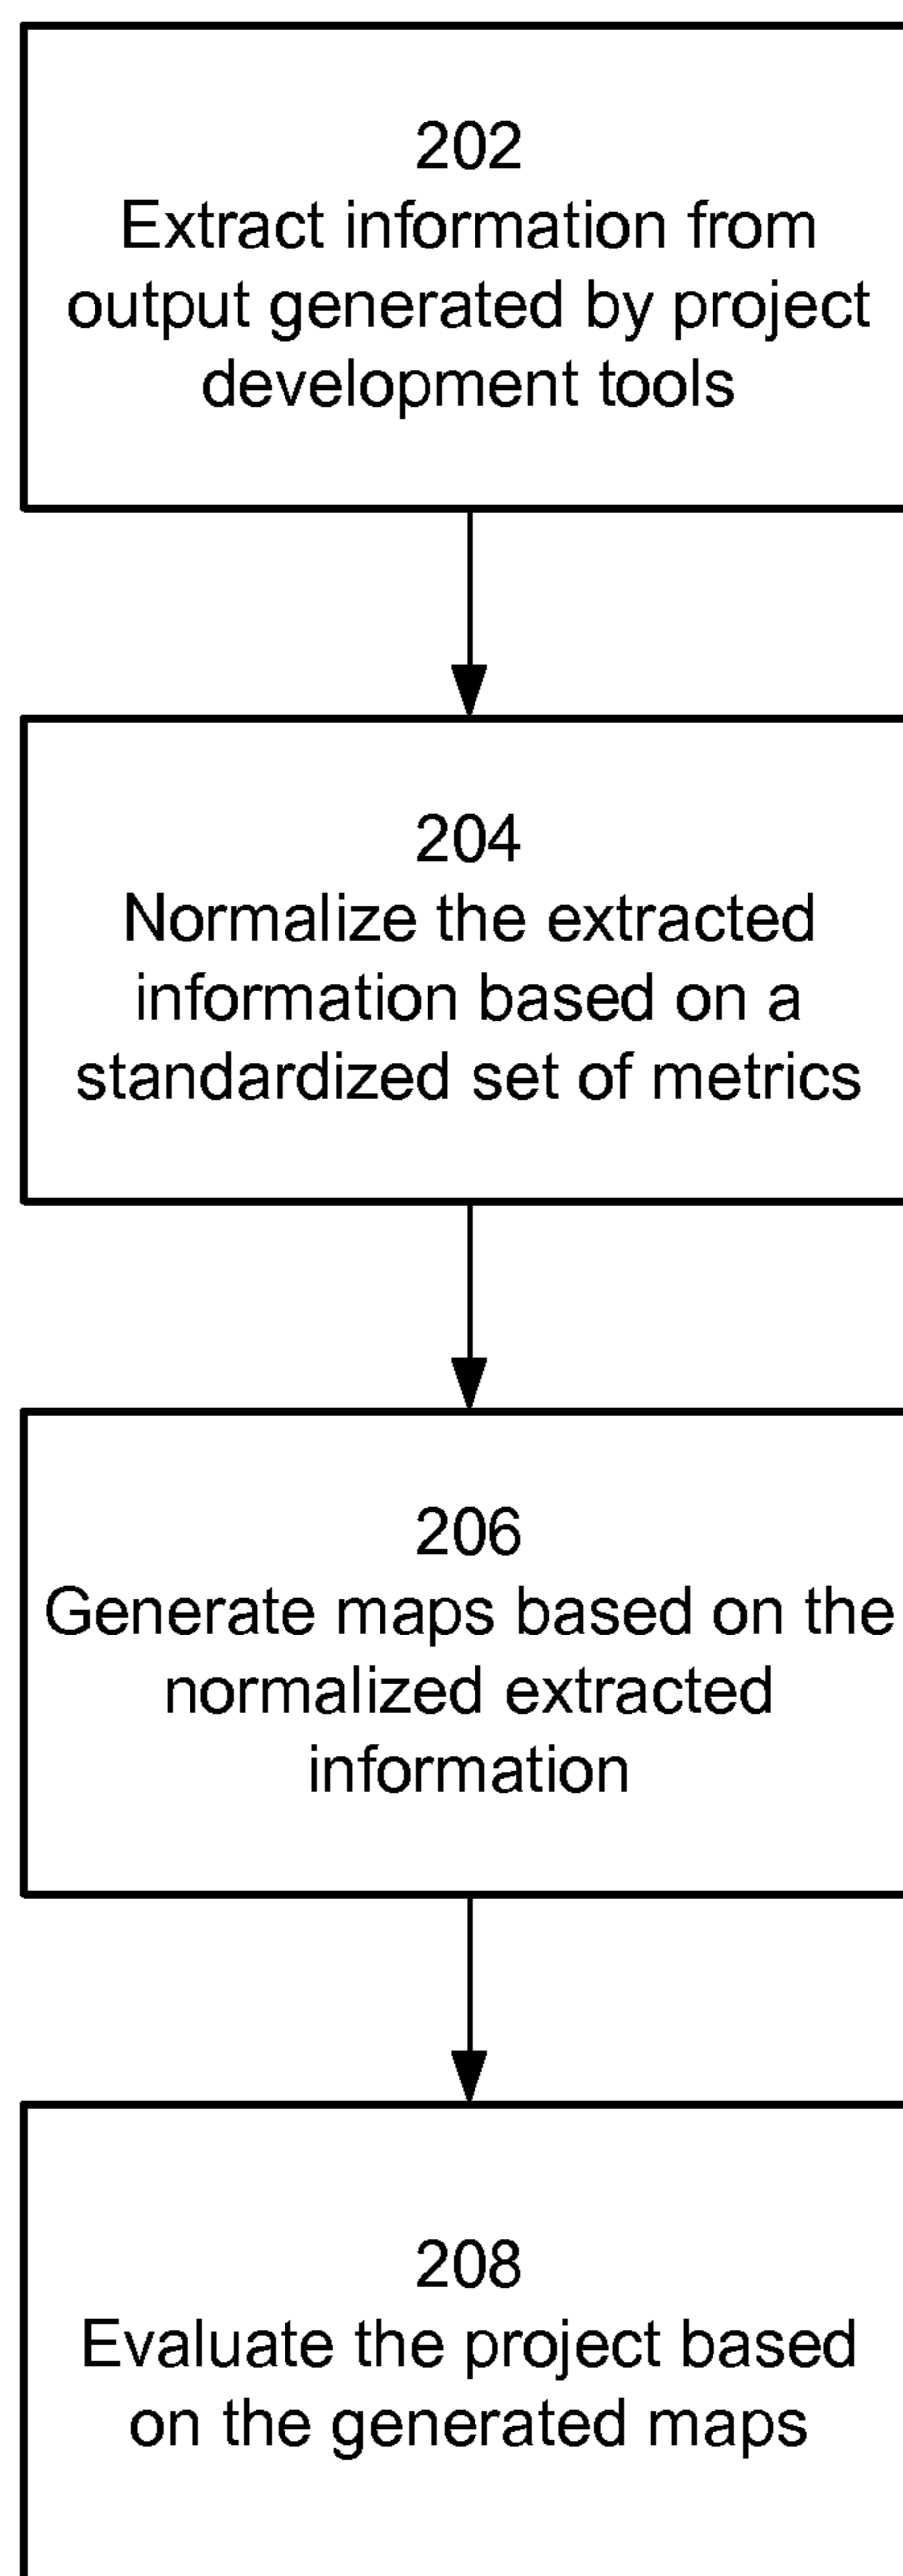 202
Extract information from
output generated by project
development tools
204
Normalize the extracted
information based on a
standardized set of metrics
206
Generate maps based on the
normalized extracted
information
208
Evaluate the project based
on the generated maps